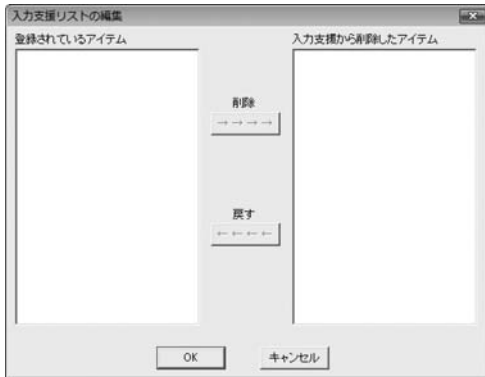 入力支援リストの編集
登録されているアイテム
入力支援から削除したアイテム
削除
→→→→
戻す
←←←←
OK
キャンセル